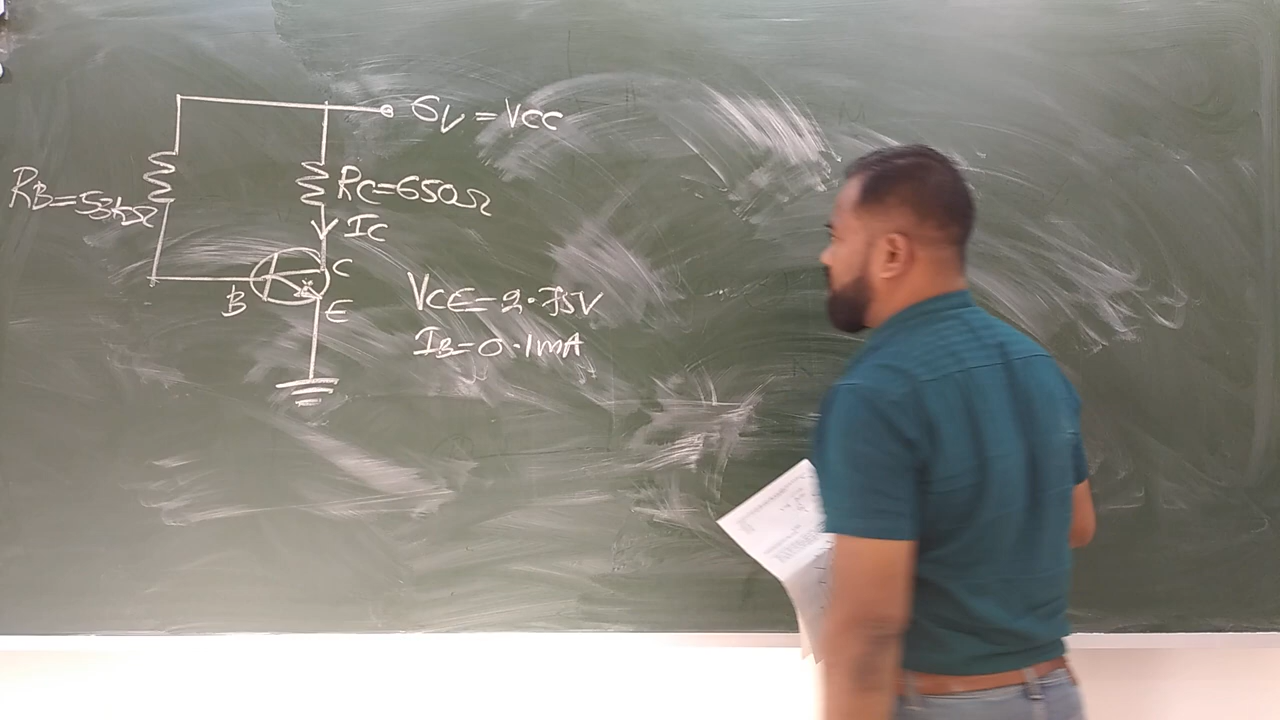 6V = VCC
RB=53kΩ
RC=650Ω
IC
C
B
E
VCE=2.75V
IB=0.1mA